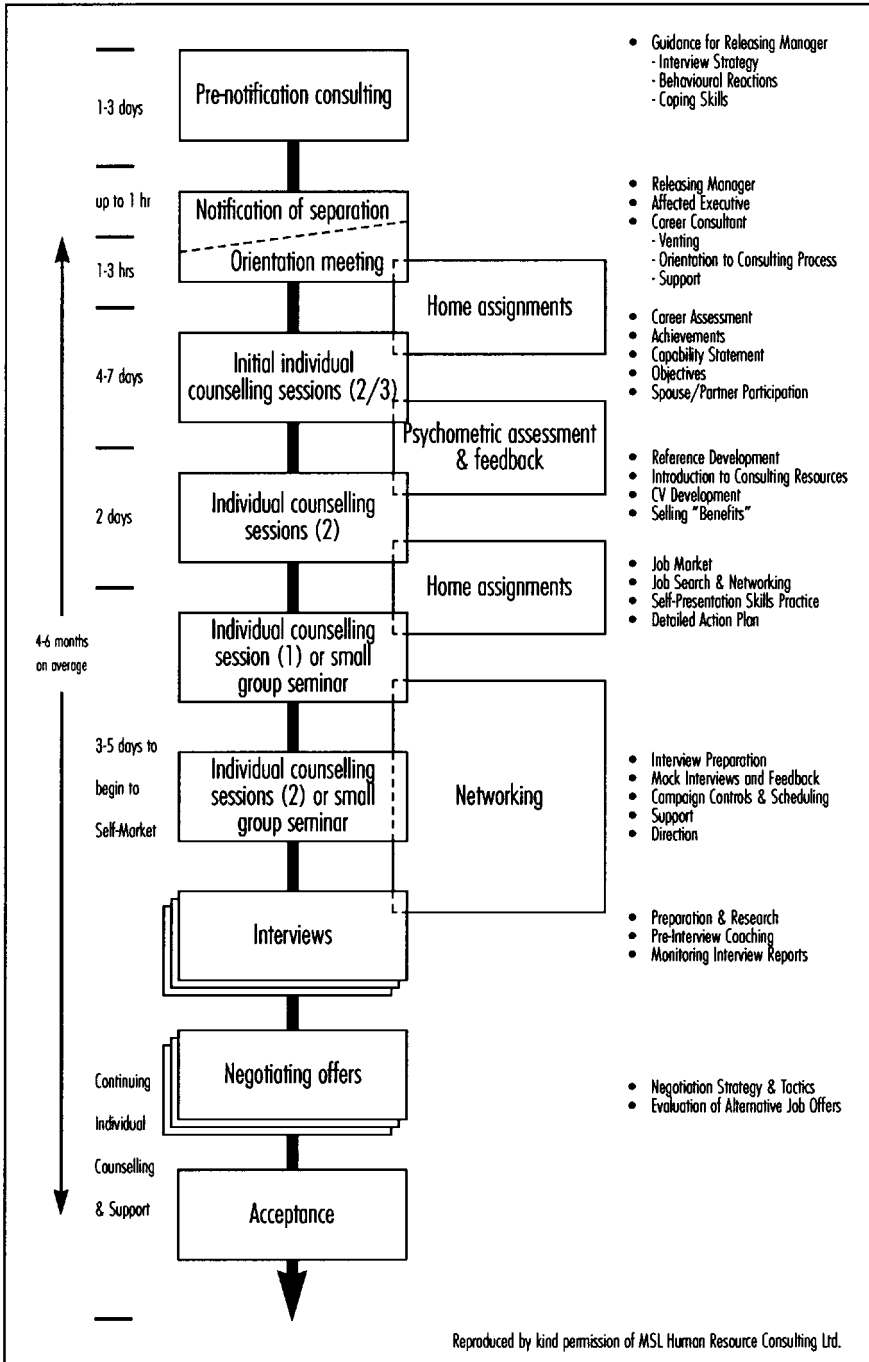 1-3 days
Pre-notification consulting
• Guidance for Releasing Manager
- Interview Strategy
- Behavioural Reactions
- Coping Skills
up to 1 hr
Notification of separation
1-3 hrs
Orientation meeting
• Releasing Manager
• Affected Executive
• Career Consultant
- Venting
- Orientation to Consulting Process
- Support
Home assignments
4-7 days
Initial individual
counselling sessions (2/3)
• Career Assessment
• Achievements
• Capability Statement
• Objectives
• Spouse/Partner Participation
Psychometric assessment
& feedback
2 days
Individual counselling
sessions (2)
• Reference Development
• Introduction to Consulting Resources
• CV Development
• Selling "Benefits"
Home assignments
• Job Market
• Job Search & Networking
• Self-Presentation Skills Practice
• Detailed Action Plan
4-6 months
on average
Individual counselling
session (1) or small
group seminar
3-5 days to
begin to
Self-Market
Individual counselling
sessions (2) or small
group seminar
Networking
• Interview Preparation
• Mock Interviews and Feedback
• Campaign Controls & Scheduling
• Support
• Direction
Interviews
• Preparation & Research
• Pre-Interview Coaching
• Monitoring Interview Reports
Negotiating offers
• Negotiation Strategy & Tactics
• Evaluation of Alternative Job Offers
Continuing
Individual
Counselling
& Support
Acceptance
Reproduced by kind permission of MSL Human Resource Consulting Ltd.